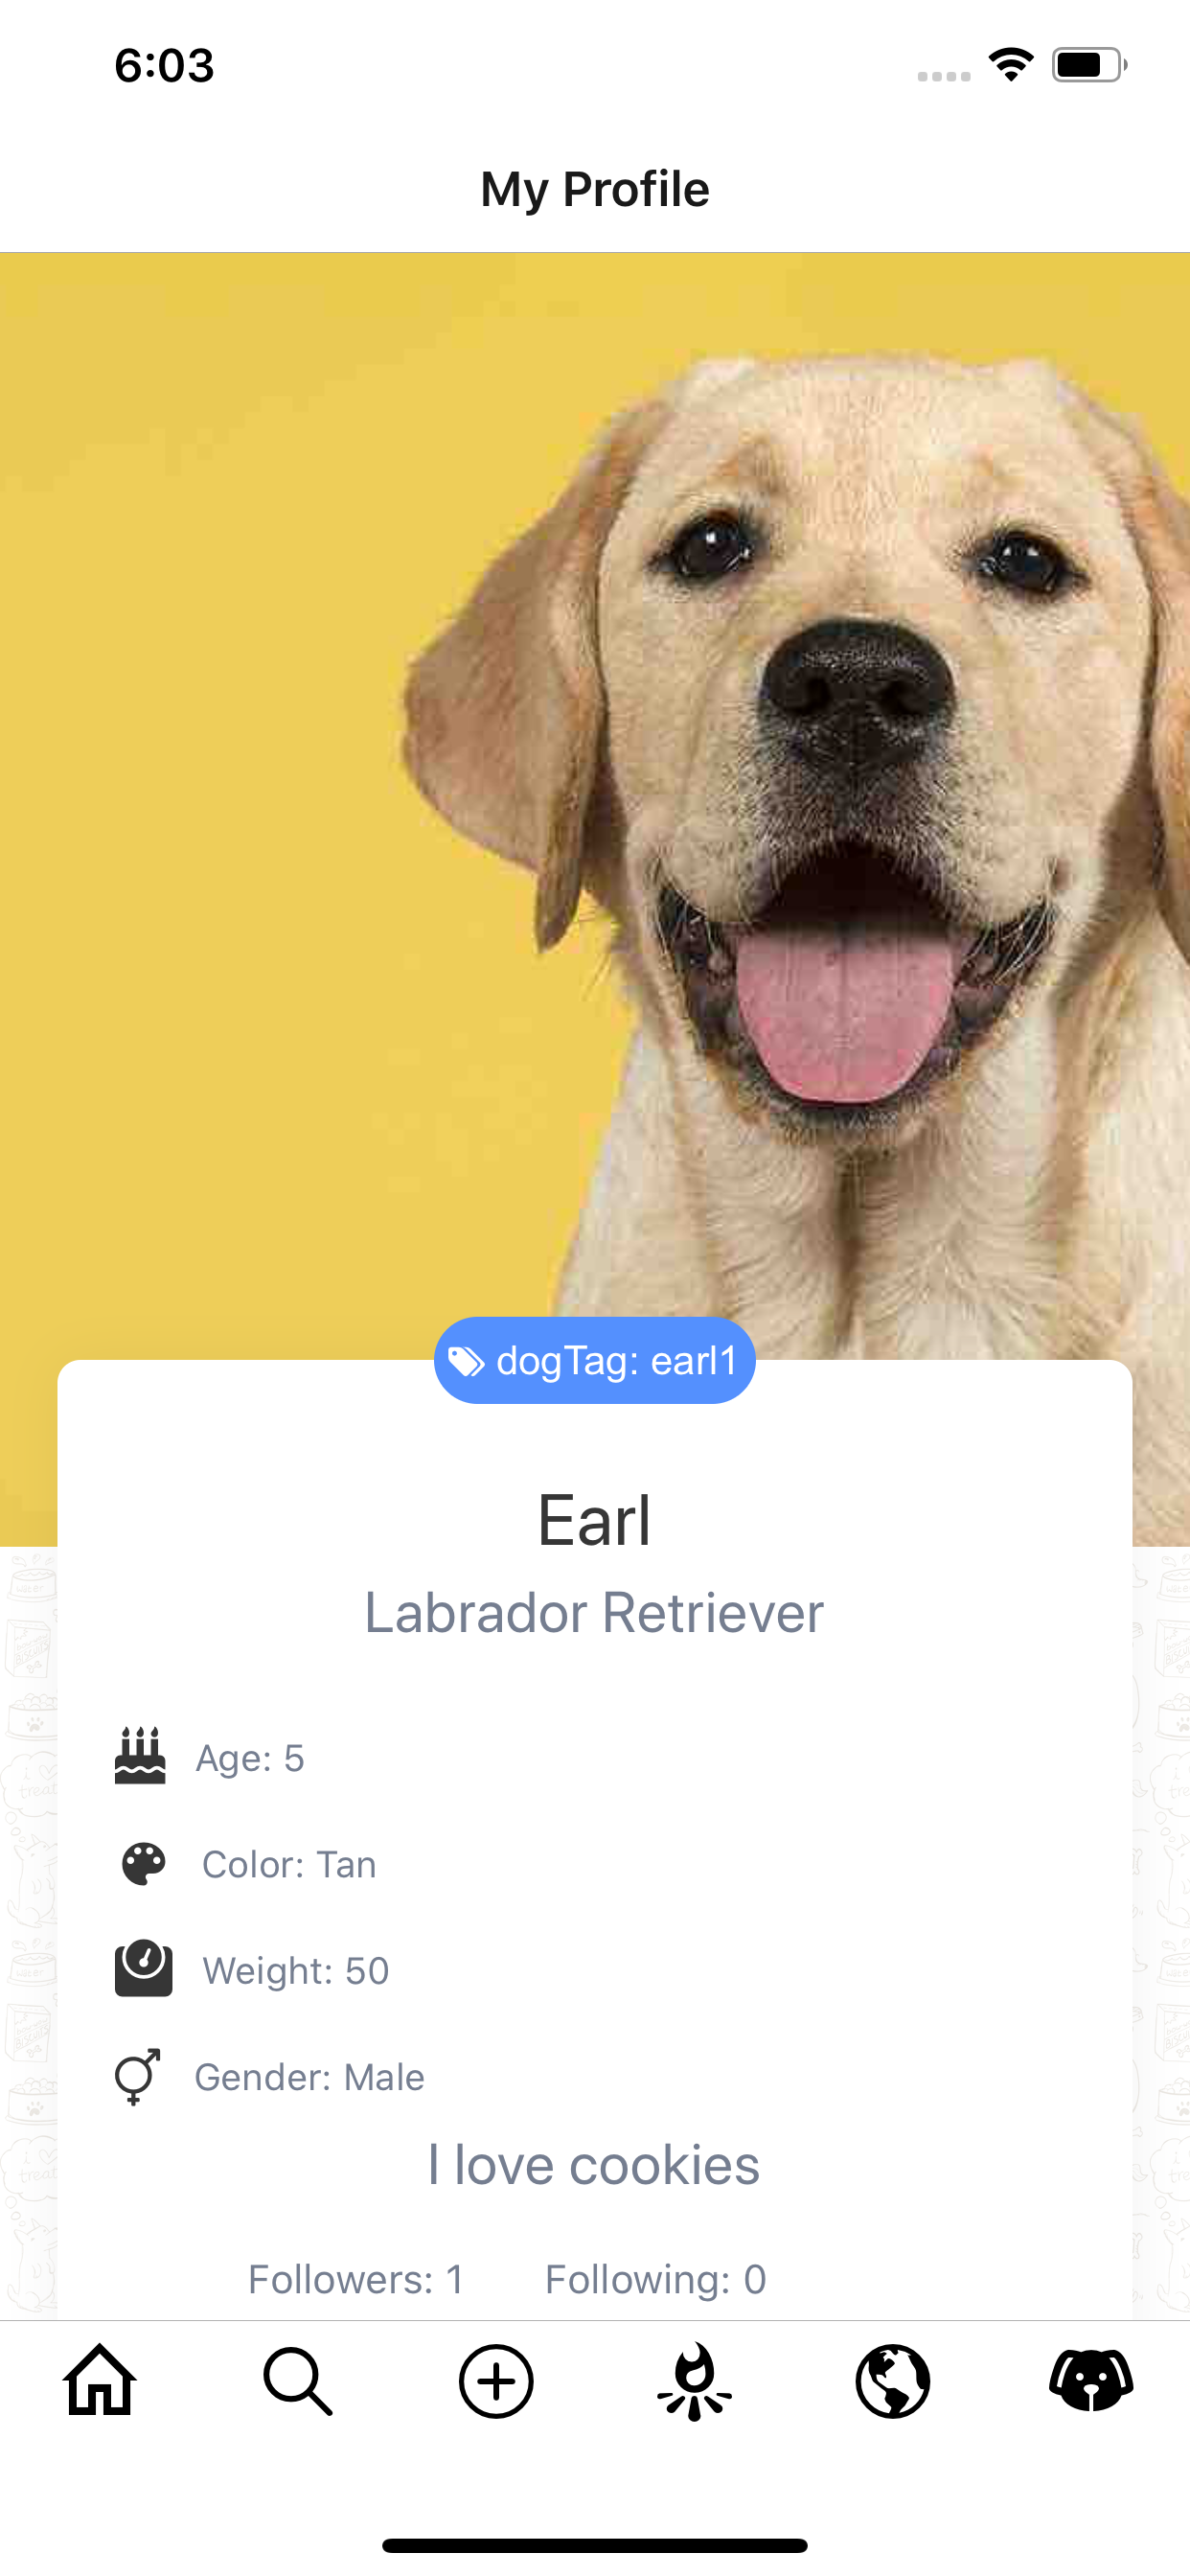 6:03
My Profile
dogTag: earl1
Earl
Labrador Retriever
Age: 5
Color: Tan
Weight: 50
Gender: Male
I love cookies
Followers: 1 Following: 0